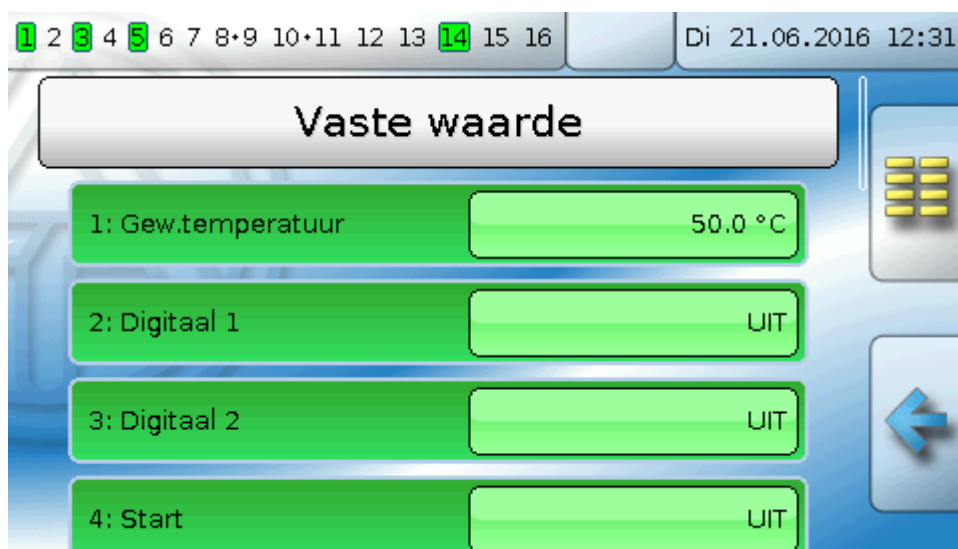 1 2 3 4 5 6 7 8·9 10·11 12 13 14 15 16 Di 21.06.2016 12:31
Vaste waarde
1: Gew.temperatuur 50.0 °C
2: Digitaal 1 UIT
3: Digitaal 2 UIT
4: Start UIT